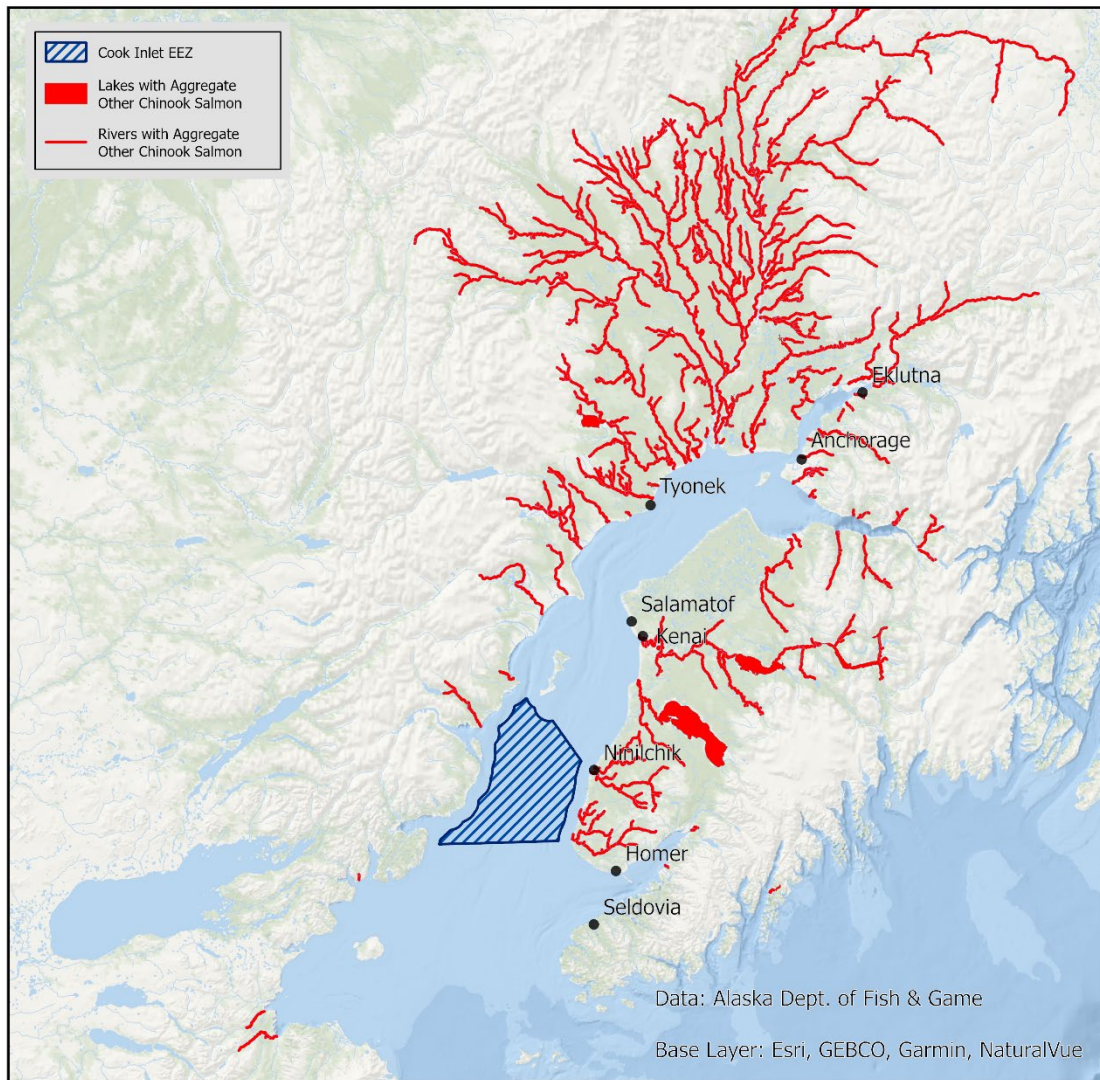 Cook Inlet EEZ
Lakes with Aggregate
Other Chinook Salmon
Rivers with Aggregate
Other Chinook Salmon
Eklutna
Anchorage
Tyonek
Salamatof
Kenai
Ninilchik
Homer
Seldovia
Data: Alaska Dept. of Fish & Game
Base Layer: Esri, GEBCO, Garmin, NaturalVue